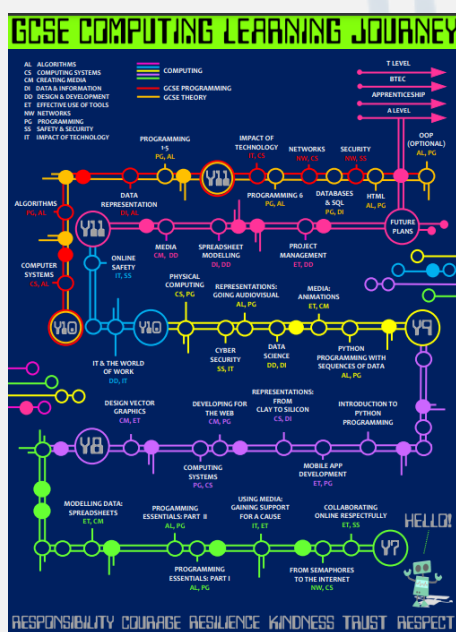 GCSE COMPUTING LEARNING JOURNEY
AL ALGORITHMS
CS COMPUTING SYSTEMS
CM CREATING MEDIA
DI DATA & INFORMATION
DD DESIGN & DEVELOPMENT
ET EFFECTIVE USE OF TOOLS
NW NETWORKS
PG PROGRAMMING
SS SAFETY & SECURITY
IT IMPACT OF TECHNOLOGY
COMPUTING
GCSE PROGRAMMING
GCSE THEORY
T LEVEL
BTEC
APPRENTICESHIP
A LEVEL
PROGRAMMING
1-5
PG, AL
IMPACT OF
TECHNOLOGY
IT, CS
NETWORKS
NW, CS
SECURITY
NW, SS
OOP
(OPTIONAL)
AL, PG
Y11
DATA
REPRESENTATION
DI, AL
PROGRAMMING 6
PG, AL
DATABASES
& SQL
PG, DI
HTML
AL, PG
ALGORITHMS
PG, AL
Y11
FUTURE
PLANS
MEDIA
CM, DD
SPREADSHEET
MODELLING
DI, DD
PROJECT
MANAGEMENT
ET, DD
COMPUTER
SYSTEMS
CS, AL
ONLINE
SAFETY
IT, SS
PHYSICAL
COMPUTING
CS, PG
REPRESENTATIONS:
GOING AUDIOVISUAL
AL, PG
MEDIA:
ANIMATIONS
ET, CM
Y10
Y10
Y9
IT & THE WORLD
OF WORK
DD, IT
CYBER
SECURITY
SS, IT
DATA
SCIENCE
DD, DI
PYTHON
PROGRAMMING WITH
SEQUENCES OF DATA
AL, PG
DESIGN VECTOR
GRAPHICS
CM, ET
DEVELOPING FOR
THE WEB
CM, PG
REPRESENTATIONS:
FROM
CLAY TO SILICON
CS, DI
INTRODUCTION TO
PYTHON
PROGRAMMING
Y8
COMPUTING
SYSTEMS
PG, CS
MOBILE APP
DEVELOPMENT
ET, PG
MODELLING DATA:
SPREADSHEETS
ET, CM
PROGAMMING
ESSENTIALS: PART II
AL, PG
USING MEDIA:
GAINING SUPPORT
FOR A CAUSE
IT, ET
COLLABORATING
ONLINE RESPECTFULLY
ET, SS
HELLO!
Y7
PROGRAMMING
ESSENTIALS: PART I
AL, PG
FROM SEMAPHORES
TO THE INTERNET
NW, CS
RESPONSIBILITY COURAGE RESILIENCE KINDNESS TRUST RESPECT